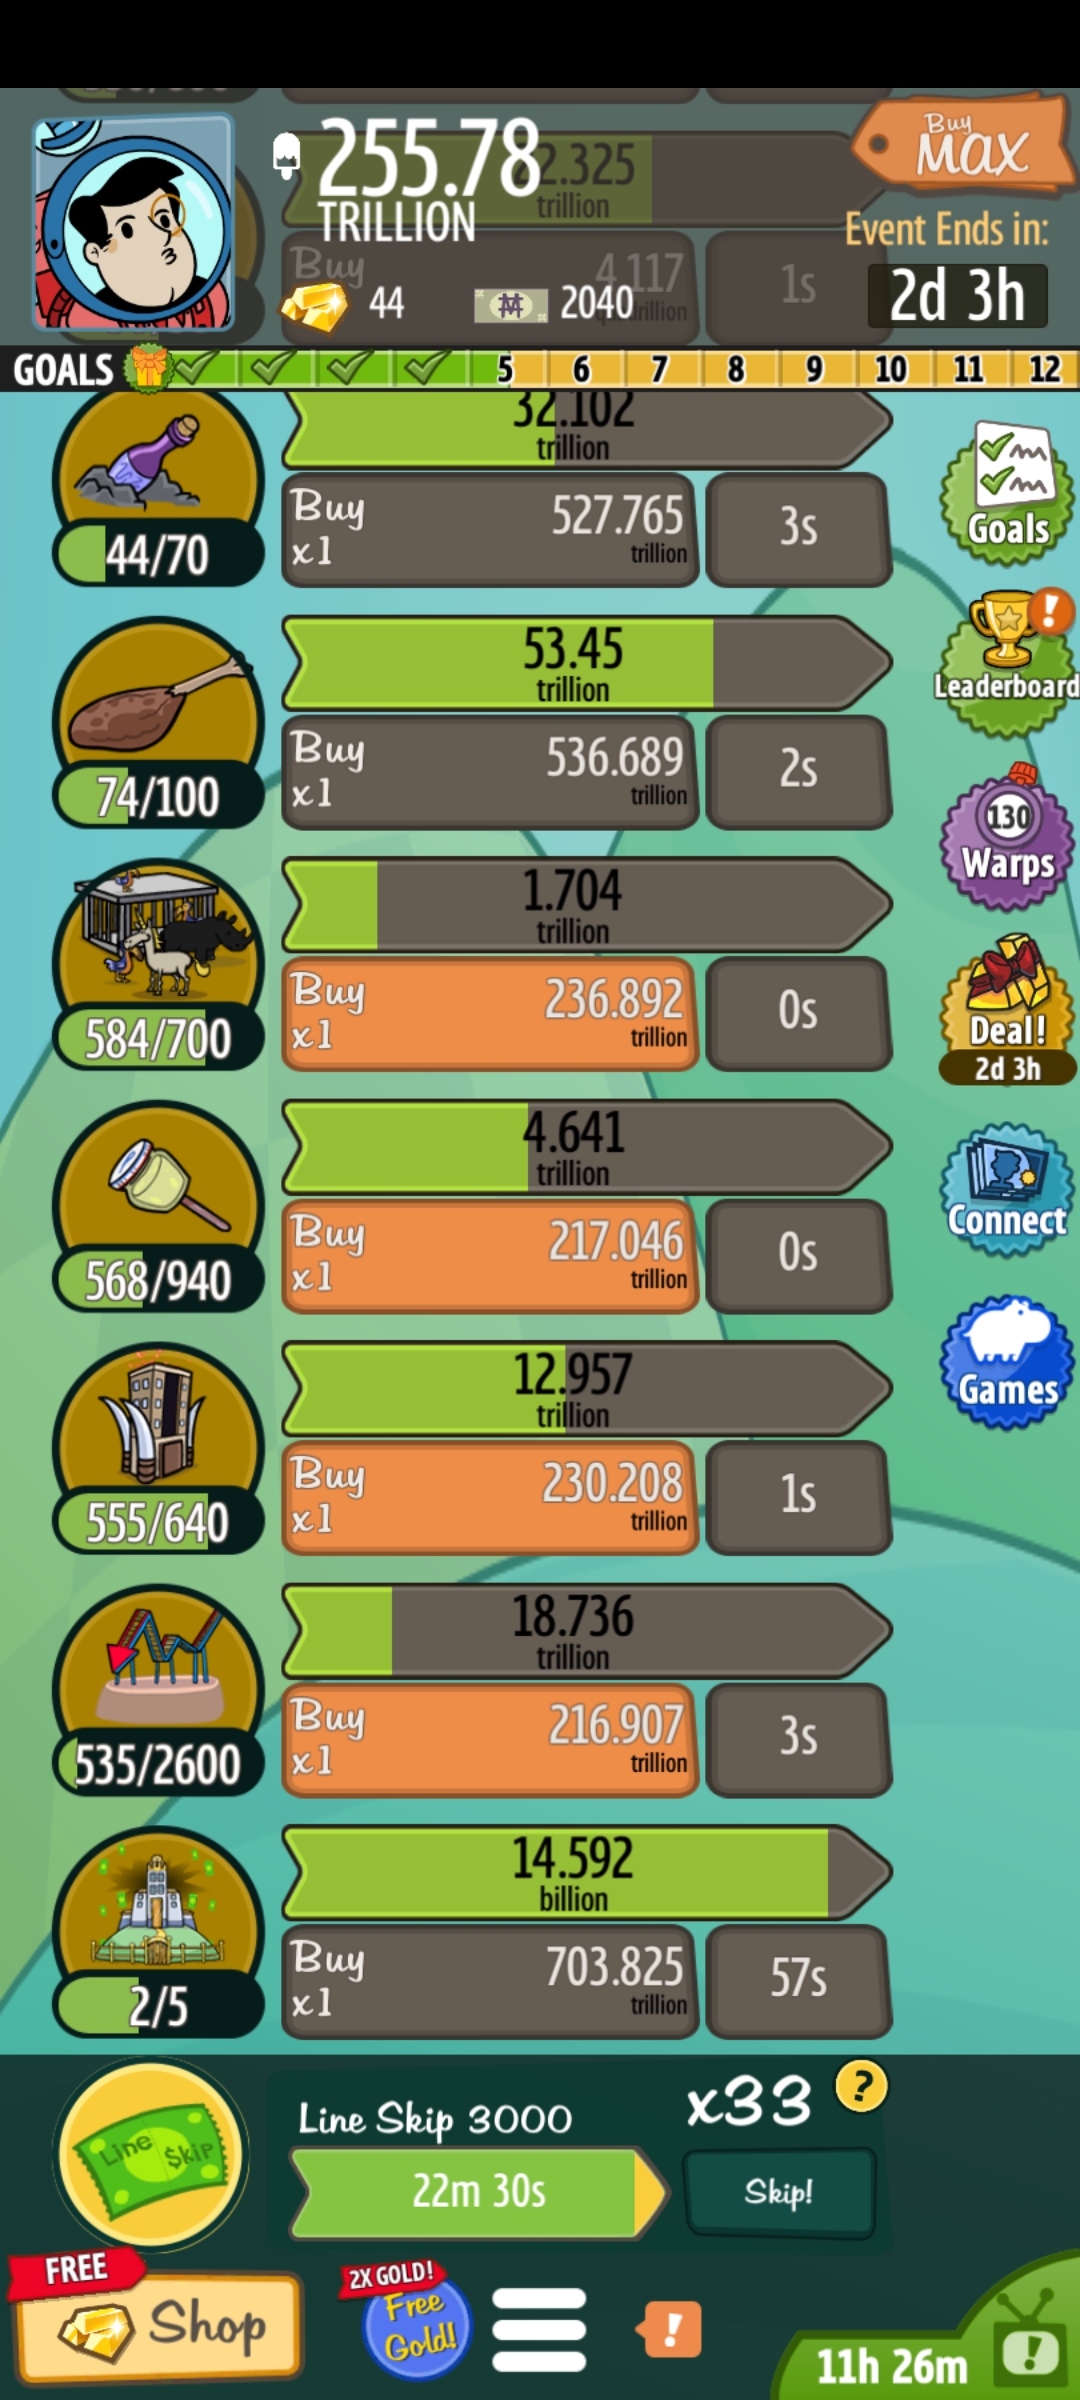 255.78
TRILLION
2.325
trillion
Buy
MAX
Event Ends in:
2d 3h
Buy
4.117
1s
44
2040
GOALS
5 6 7 8 9 10 11 12
32.102
trillion
44/70
Buy
x1
527.765
trillion
3s
Goals
53.45
trillion
74/100
Buy
x1
536.689
trillion
2s
Leaderboard
1.704
trillion
584/700
Buy
x1
236.892
trillion
0s
130
Warps
Deal!
2d 3h
4.641
trillion
568/940
Buy
x1
217.046
trillion
0s
Connect
12.957
trillion
555/640
Buy
x1
230.208
trillion
1s
Games
18.736
trillion
535/2600
Buy
x1
216.907
trillion
3s
14.592
billion
2/5
Buy
x1
703.825
trillion
57s
Line $kip
Line Skip 3000
22m 30s
x33
?
Skip!
FREE
Shop
2X GOLD!
Free
Gold!
!
11h 26m
!